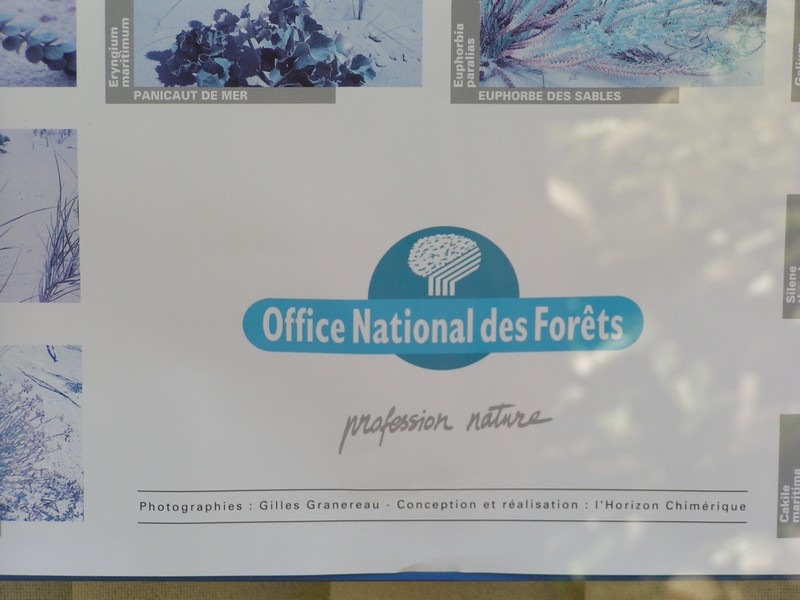 Eryngium
maritimum
PANICAUT DE MER
Euphorbia
paralias
EUPHORBE DES SABLES
Silene
Office National des Forêts
profession nature
Cakile
maritima
Photographies : Gilles Granereau - Conception et réalisation : l'Horizon Chimérique